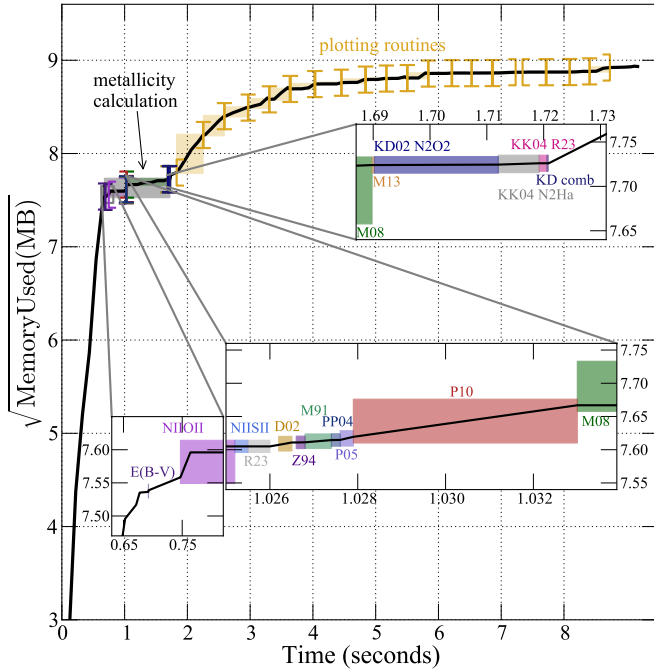 plotting routines
metallicity
calculation
9
8
7
6
5
4
3
√Memory Used (MB)
1.69 1.70 1.71 1.72 1.73
KD02 N2O2
KK04 R23
M13
KD comb
KK04 N2Ha
M08
7.75
7.70
7.65
P10
M91
NIIOII
NIISII
D02
PP04
M08
R23
Z94
P05
E(B-V)
7.75
7.70
7.65
7.60
7.55
1.026 1.028 1.030 1.032
7.60
7.55
7.50
0.65 0.75
0 1 2 3 4 5 6 7 8
Time (seconds)